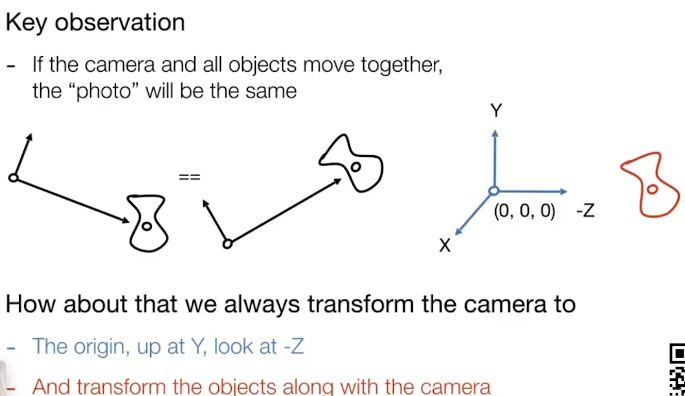 Key observation
- If the camera and all objects move together,
the “photo” will be the same
Y
==
(0, 0, 0) -Z
X
How about that we always transform the camera to
- The origin, up at Y, look at -Z
- And transform the objects along with the camera